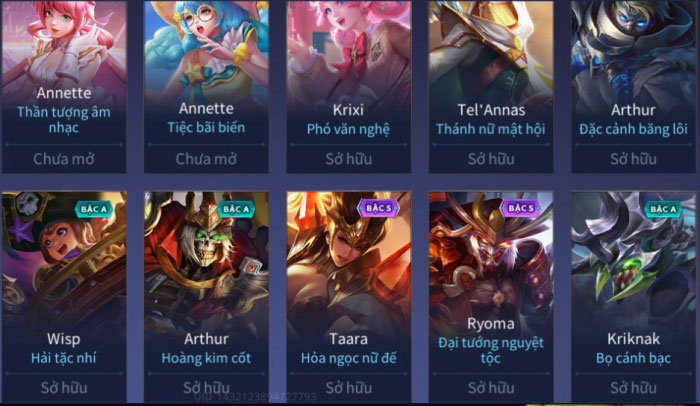 Annette
Thần tượng âm
nhạc
Chưa mở
Annette
Tiệc bãi biển
Chưa mở
Krixi
Phó văn nghệ
Sở hữu
Tel'Annas
Thánh nữ mật hội
Sở hữu
Arthur
Đặc cảnh băng lôi
Sở hữu
BẬC A
Wisp
Hải tặc nhí
Sở hữu
BẬC A
Arthur
Hoàng kim cốt
Sở hữu
BẬC S
Taara
Hỏa ngọc nữ đế
Sở hữu
BẬC S
Ryoma
Đại tướng nguyệt
tộc
Sở hữu
BẬC A
Kriknak
Bọ cánh bạc
Sở hữu